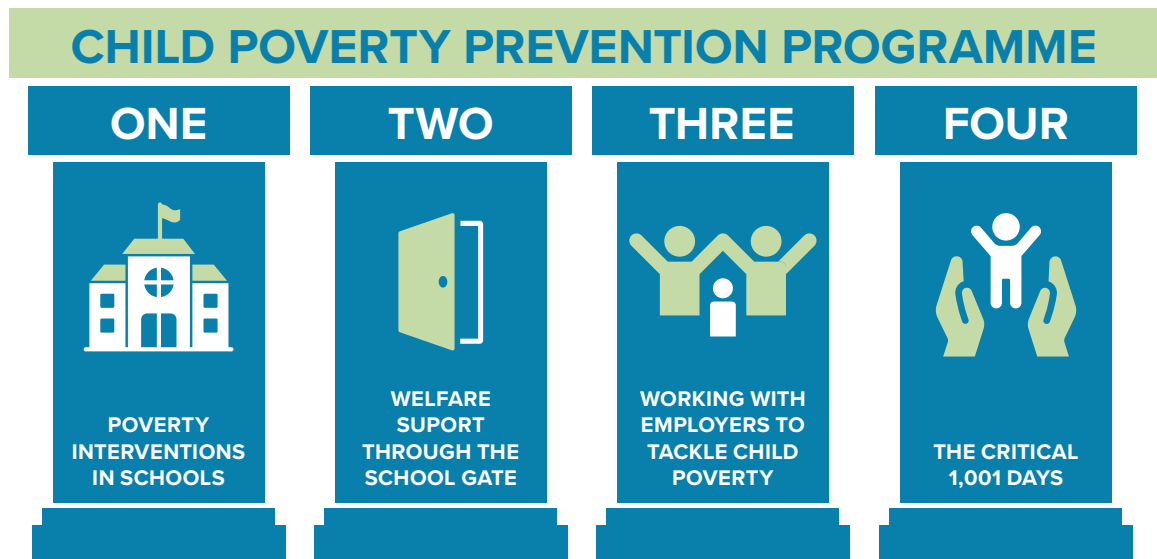 CHILD POVERTY PREVENTION PROGRAMME
ONE
POVERTY
INTERVENTIONS
IN SCHOOLS
TWO
WELFARE
SUPORT
THROUGH THE
SCHOOL GATE
THREE
WORKING WITH
EMPLOYERS TO
TACKLE CHILD
POVERTY
FOUR
THE CRITICAL
1,001 DAYS